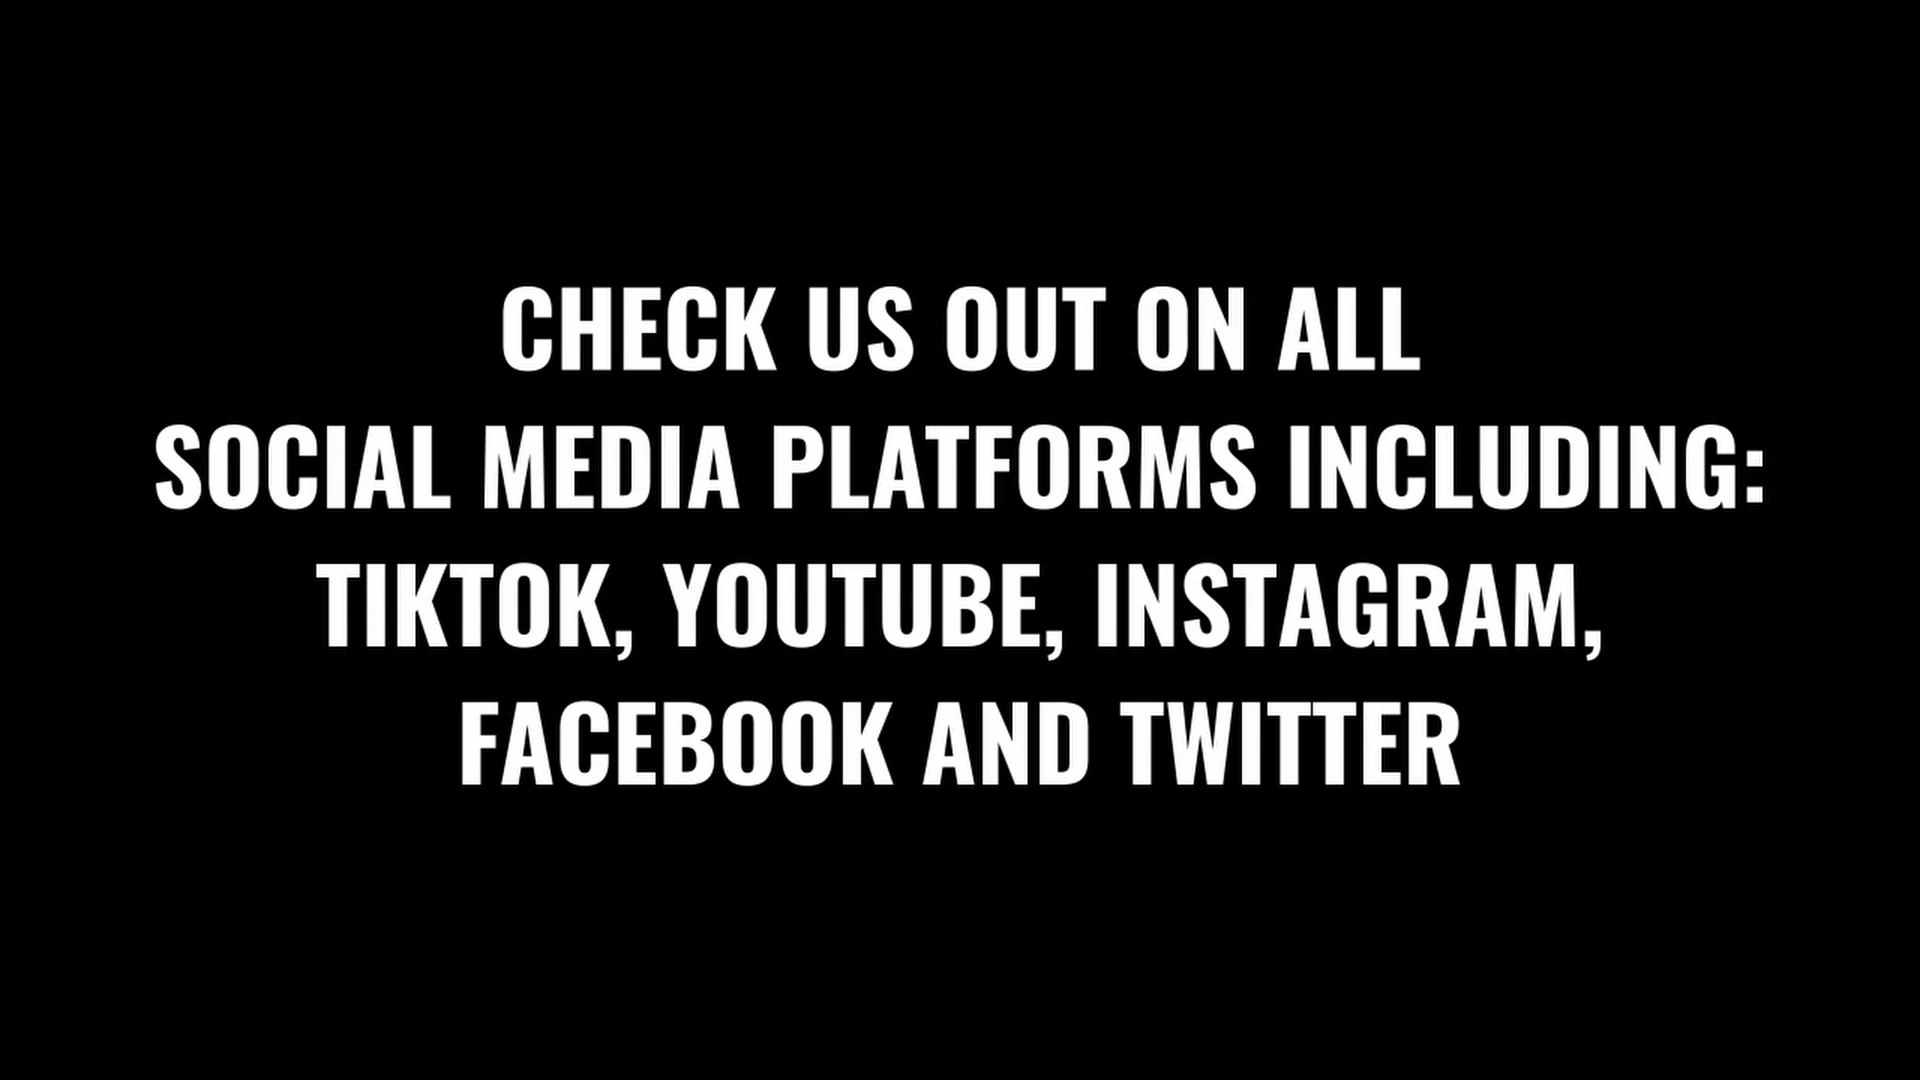 CHECK US OUT ON ALL
SOCIAL MEDIA PLATFORMS INCLUDING:
TIKTOK, YOUTUBE, INSTAGRAM,
FACEBOOK AND TWITTER